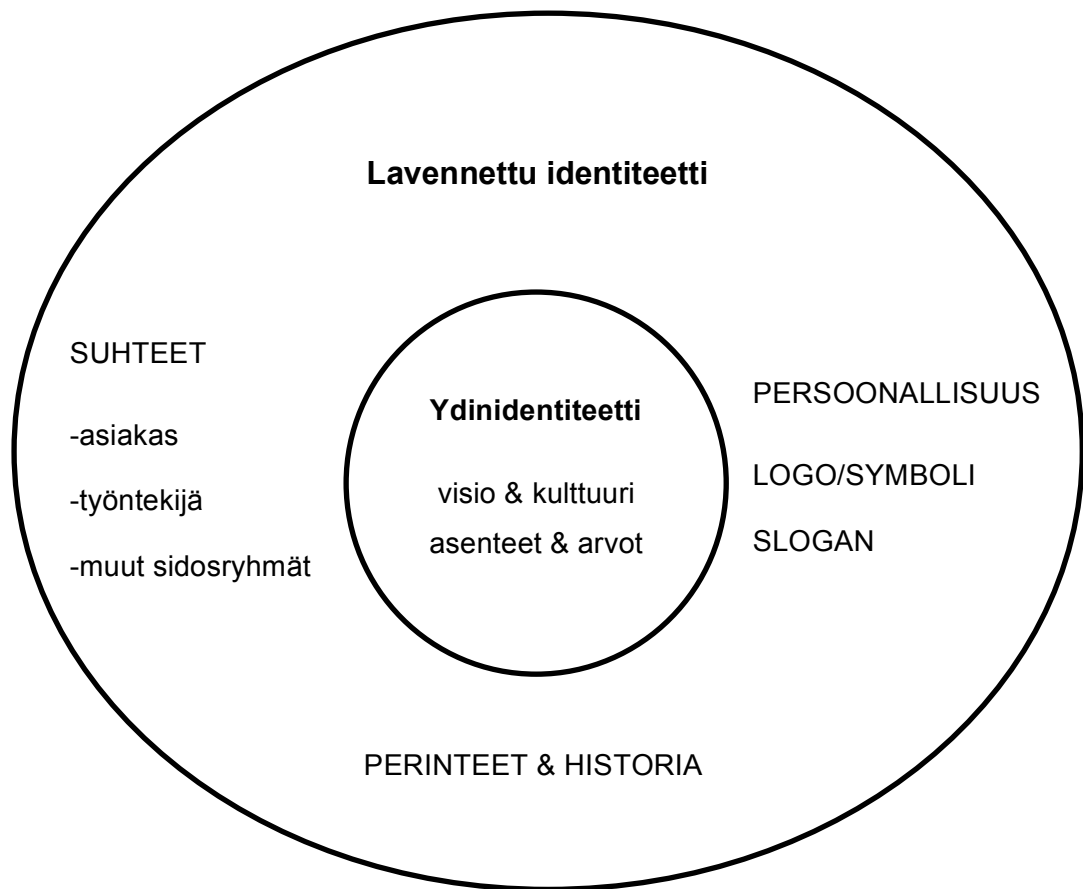 Lavennettu identiteetti
SUHTEET
-asiakas
-työntekijä
-muut sidosryhmät
Ydinidentiteetti
visio & kulttuuri
asenteet & arvot
PERSOONALLISUUS
LOGO/SYMBOLI
SLOGAN
PERINTEET & HISTORIA